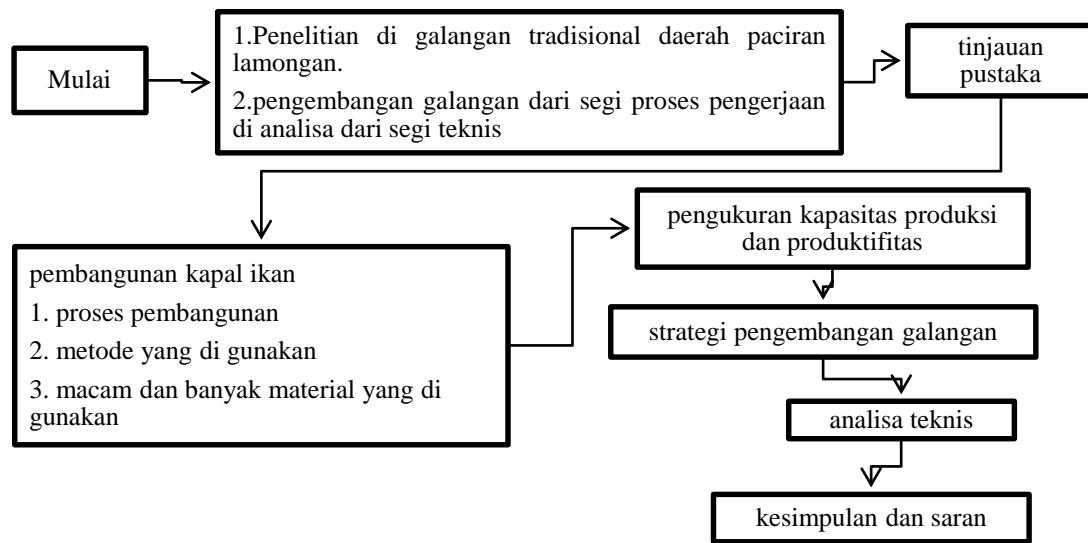 Mulai
1.Penelitian di galangan tradisional daerah paciran
lamongan.
2.pengembangan galangan dari segi proses pengerjaan
di analisa dari segi teknis
tinjauan
pustaka
pembangunan kapal ikan
1. proses pembangunan
2. metode yang di gunakan
3. macam dan banyak material yang di
gunakan
pengukuran kapasitas produksi
dan produktifitas
strategi pengembangan galangan
analisa teknis
kesimpulan dan saran